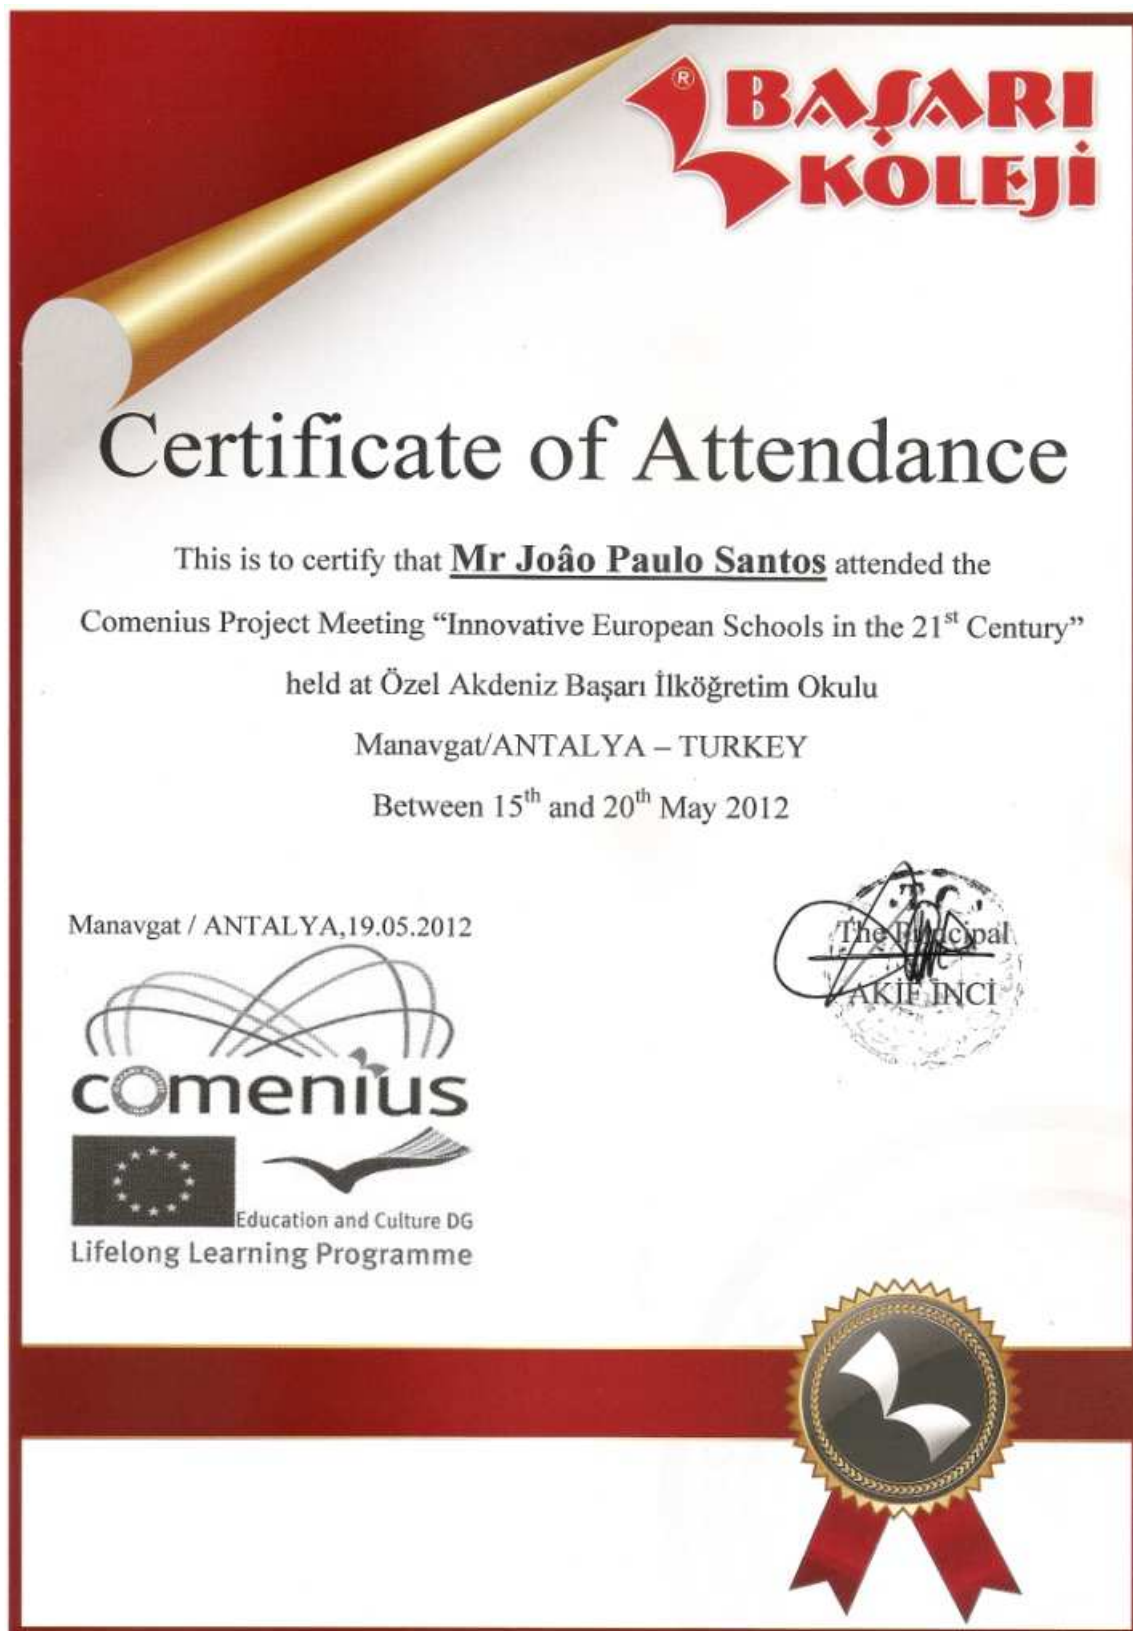 ® BAŞARI
KOLEJİ
Certificate of Attendance
This is to certify that Mr Joâo Paulo Santos attended the
Comenius Project Meeting “Innovative European Schools in the 21st Century”
held at Özel Akdeniz Başarı İlköğretim Okulu
Manavgat/ANTALYA – TURKEY
Between 15th and 20th May 2012
Manavgat / ANTALYA,19.05.2012
T.C.
The Principal
AKİF İNCİ
comenius
Education and Culture DG
Lifelong Learning Programme